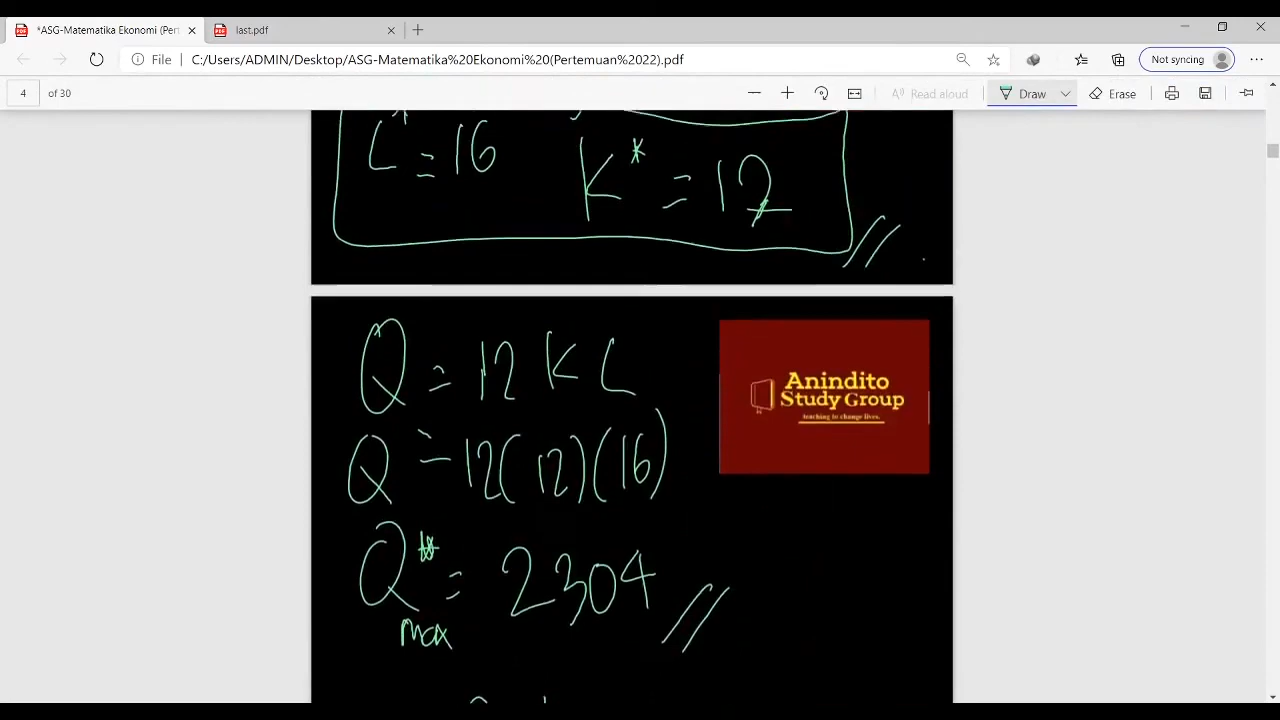 *ASG-Matematika Ekonomi (Pert
last.pdf
File
C:/Users/ADMIN/Desktop/ASG-Matematika%20Ekonomi%20(Pertemuan%2022).pdf
Not syncing
4 of 30
Read aloud
Draw
Erase
L* = 16 K* = 12 //
Q = 12 K L
Q = 12(12)(16)
Q* max = 2304 //
Anindito
Study Group
teaching to change lives.